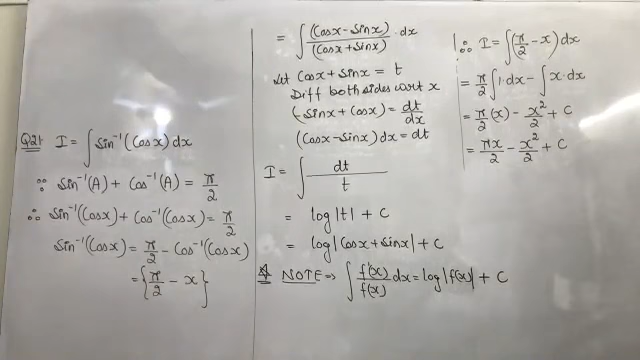 Q21 I = ∫ Sin⁻¹(Cosx) dx
∵ Sin⁻¹(A) + Cos⁻¹(A) = π/2
∴ Sin⁻¹(Cosx) + Cos⁻¹(Cosx) = π/2
Sin⁻¹(Cosx) = π/2 - Cos⁻¹(Cosx)
= {π/2 - x}
= ∫ (Cosx - Sinx)/(Cosx + Sinx) · dx
Let Cosx + Sinx = t
Diff both sides w.r.t x
(-Sinx + Cosx) = dt/dx
(Cosx - Sinx) dx = dt
I = ∫ dt/t
= log|t| + C
= log|Cosx + Sinx| + C
NOTE ⇒ ∫ f'(x)/f(x) dx = log|f(x)| + C
∴ I = ∫(π/2 - x) dx
= π/2 ∫1·dx - ∫x·dx
= π/2 (x) - x²/2 + C
= πx/2 - x²/2 + C